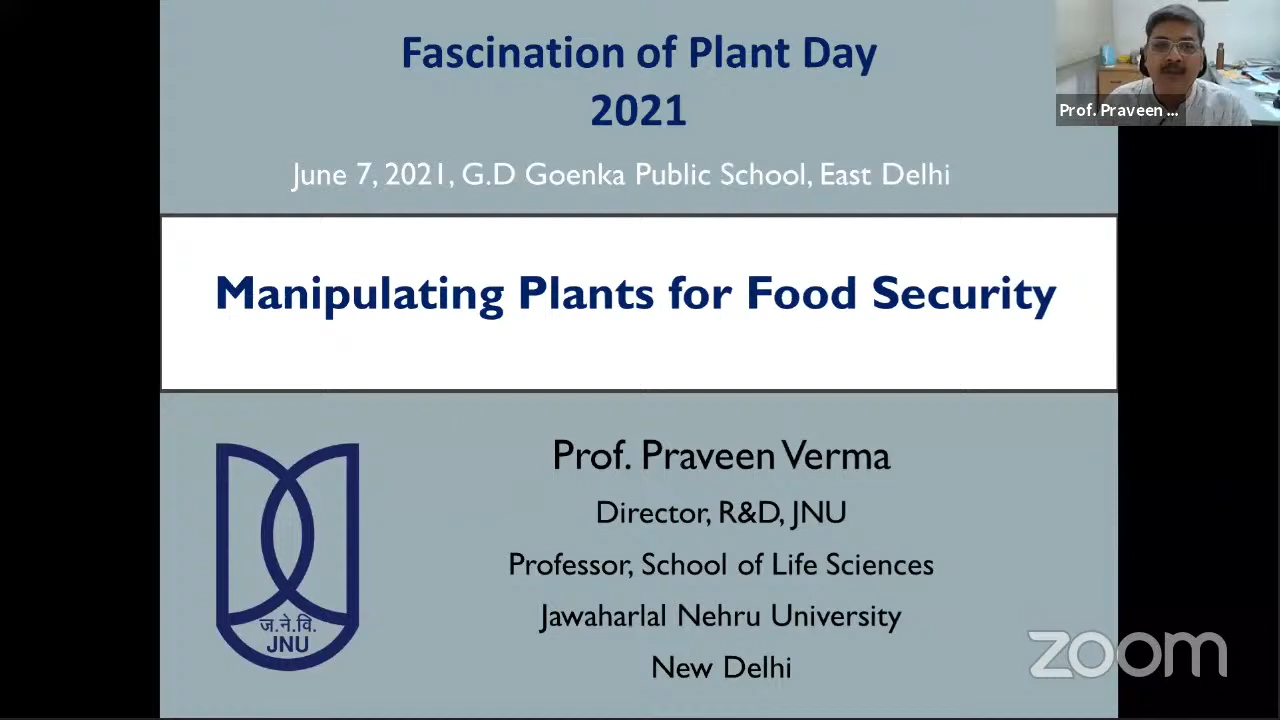 Fascination of Plant Day
2021
June 7, 2021, G.D Goenka Public School, East Delhi
Prof. Praveen ...
Manipulating Plants for Food Security
Prof. Praveen Verma
Director, R&D, JNU
Professor, School of Life Sciences
Jawaharlal Nehru University
New Delhi
ज.ने.वि.
JNU
zoom